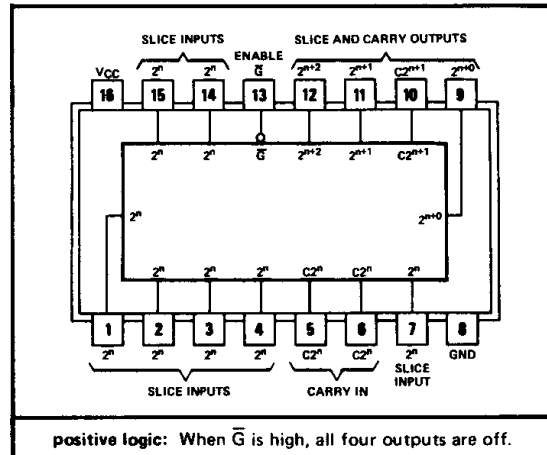 SLICE INPUTS ENABLE SLICE AND CARRY OUTPUTS
VCC 2ⁿ 2ⁿ G̅ 2ⁿ⁺² 2ⁿ⁺¹ C2ⁿ⁺¹ 2ⁿ⁺⁰
16 15 14 13 12 11 10 9
2ⁿ 2ⁿ G̅ 2ⁿ⁺² 2ⁿ⁺¹ C2ⁿ⁺¹
2ⁿ 2ⁿ⁺⁰
2ⁿ 2ⁿ 2ⁿ C2ⁿ C2ⁿ 2ⁿ
1 2 3 4 5 6 7 8
2ⁿ 2ⁿ 2ⁿ 2ⁿ C2ⁿ C2ⁿ 2ⁿ GND
SLICE INPUTS CARRY IN SLICE
INPUT
positive logic: When G̅ is high, all four outputs are off.